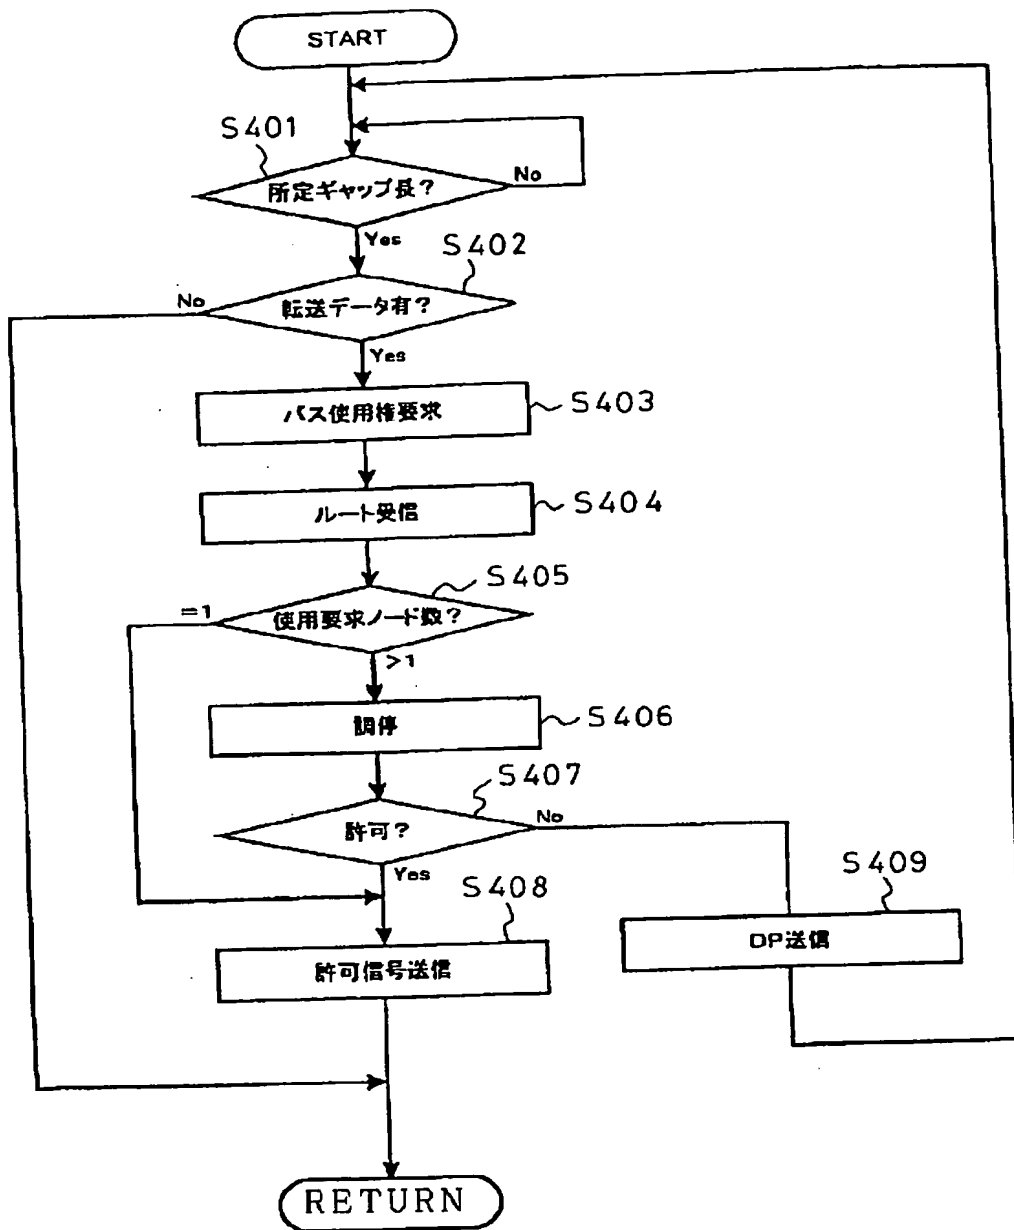 START
S401
所定ギャップ長?
No
Yes
S402
転送データ有?
No
Yes
バス使用権要求
S403
ルート受信
S404
S405
=1
使用要求ノード数?
>1
調停
S406
S407
許可?
No
Yes
S408
S409
許可信号送信
DP送信
RETURN